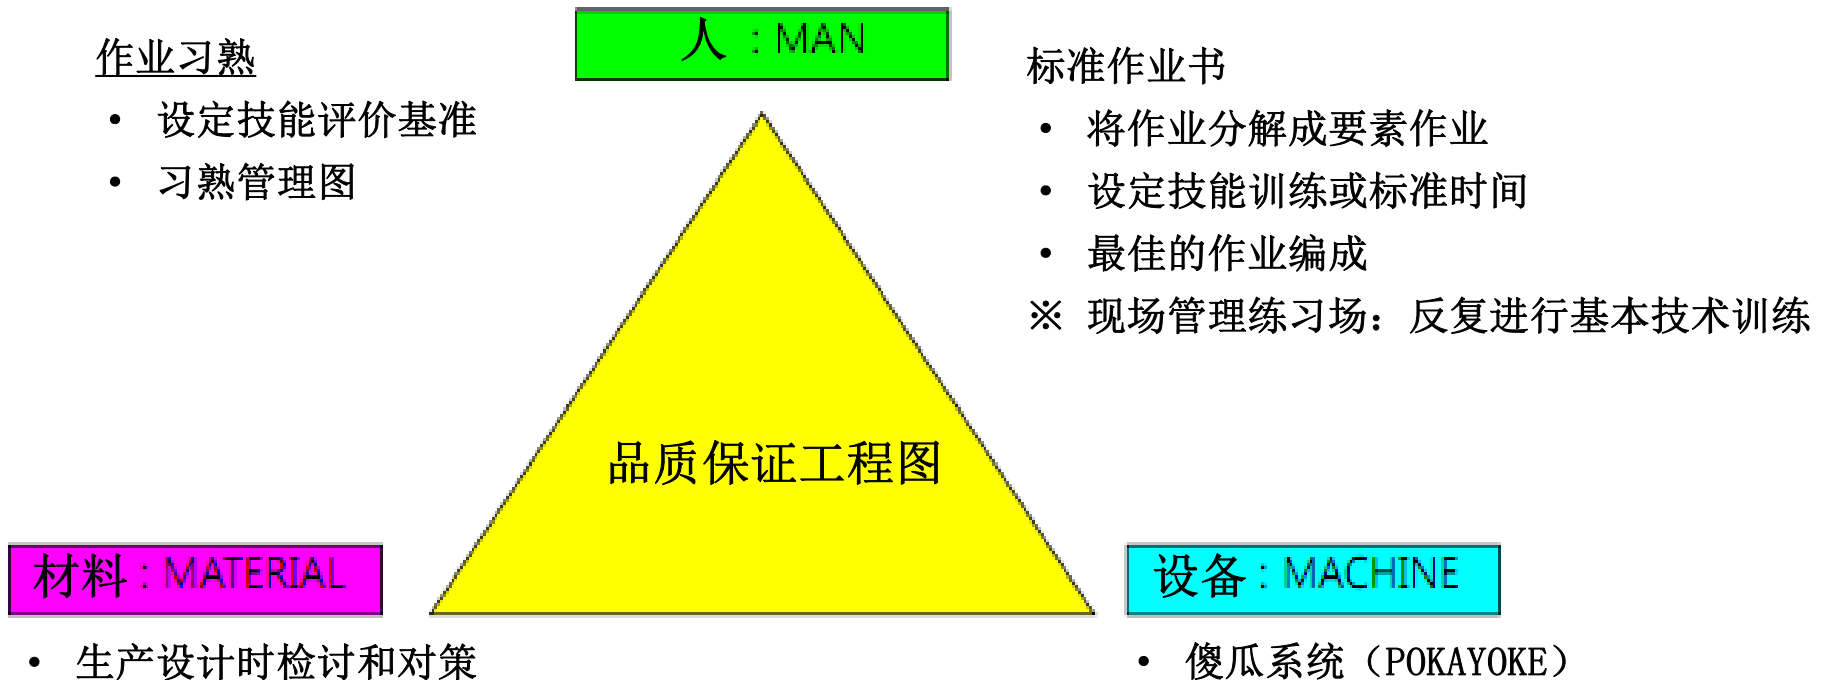 人 : MAN
作业习熟
• 设定技能评价基准
• 习熟管理图
标准作业书
• 将作业分解成要素作业
• 设定技能训练或标准时间
• 最佳的作业编成
※ 现场管理练习场：反复进行基本技术训练
品质保证工程图
材料 : MATERIAL
• 生产设计时检讨和对策
设备 : MACHINE
• 傻瓜系统（POKAYOKE）